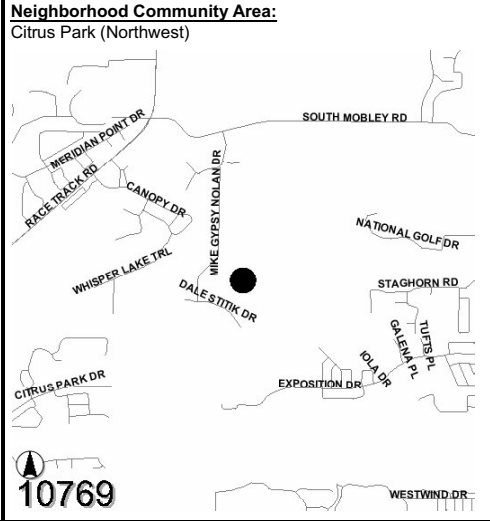 Neighborhood Community Area:
Citrus Park (Northwest)
SOUTH MOBLEY RD
MERIDIAN POINT DR
RACE TRACK RD
CANOPY DR
MIKE GYPSY NOLAN DR
NATIONAL GOLF DR
WHISPER LAKE TRL
DALE STITIK DR
STAGHORN RD
GALENA PL
TUFTS PL
IOLA DR
CITRUS PARK DR
EXPOSITION DR
10769
WESTWIND DR